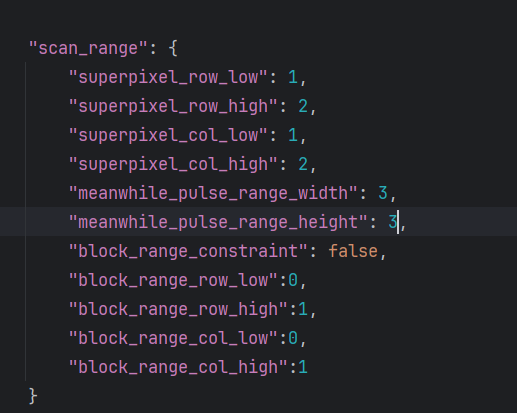 "scan_range": {
"superpixel_row_low": 1,
"superpixel_row_high": 2,
"superpixel_col_low": 1,
"superpixel_col_high": 2,
"meanwhile_pulse_range_width": 3,
"meanwhile_pulse_range_height": 3,
"block_range_constraint": false,
"block_range_row_low":0,
"block_range_row_high":1,
"block_range_col_low":0,
"block_range_col_high":1
}